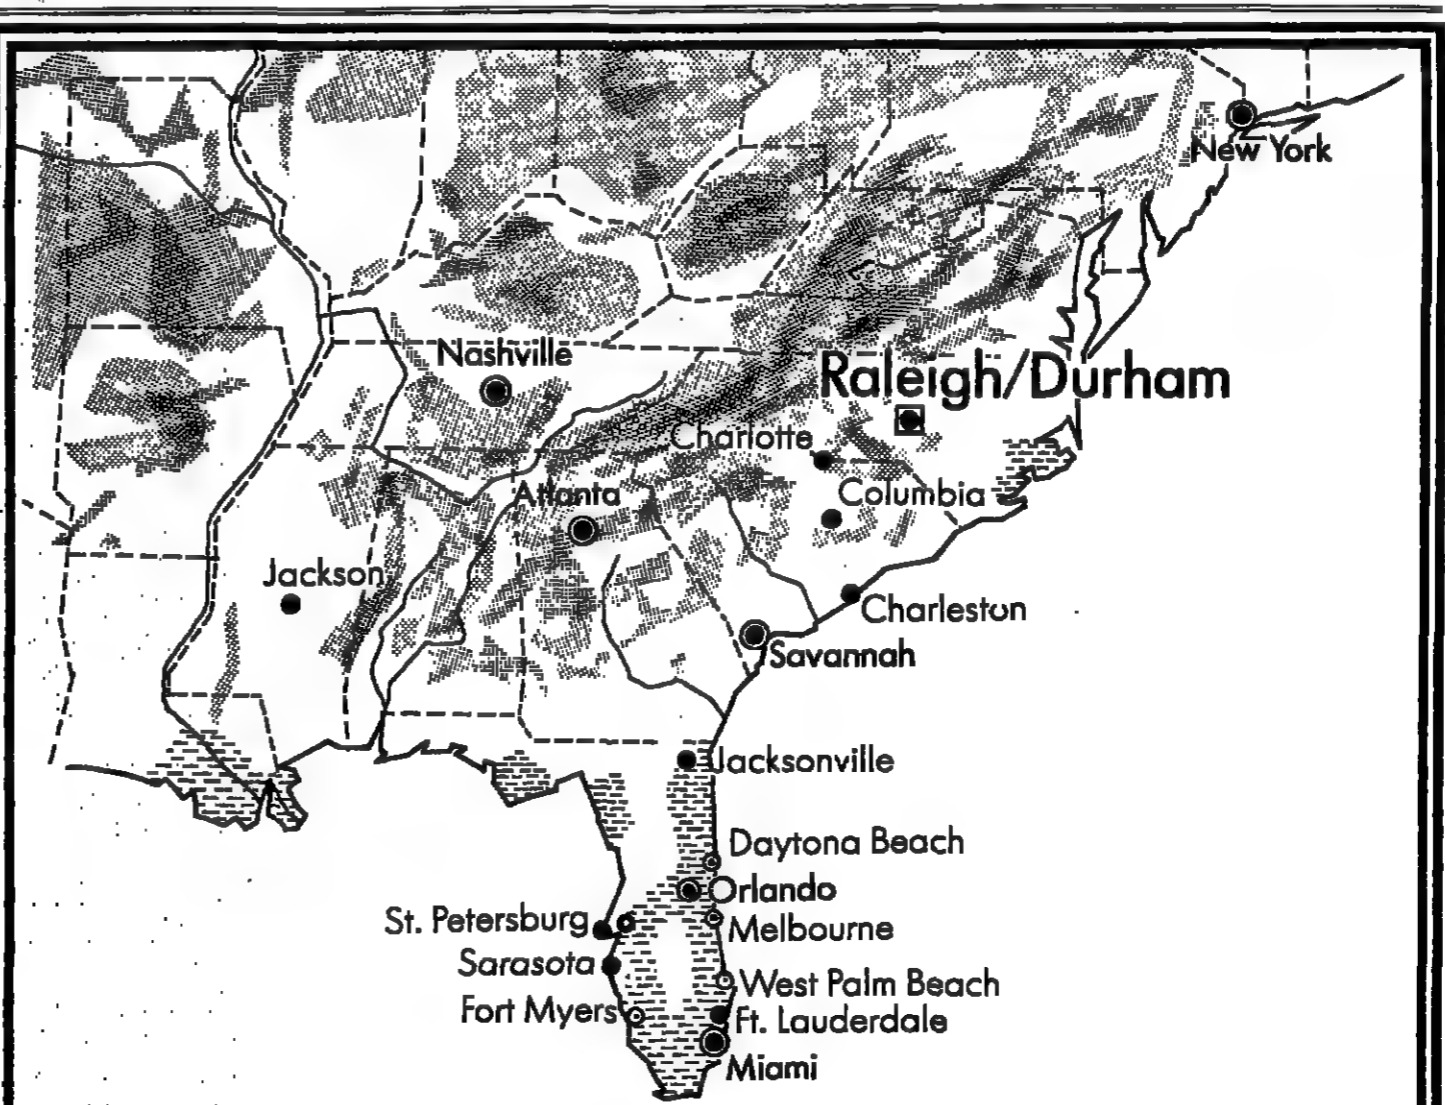 New York
Nashville
Raleigh/Durham
Charlotte
Atlanta
Columbia
Jackson
Charleston
Savannah
Jacksonville
Daytona Beach
Orlando
St. Petersburg
Melbourne
Sarasota
West Palm Beach
Fort Myers
Ft. Lauderdale
Miami